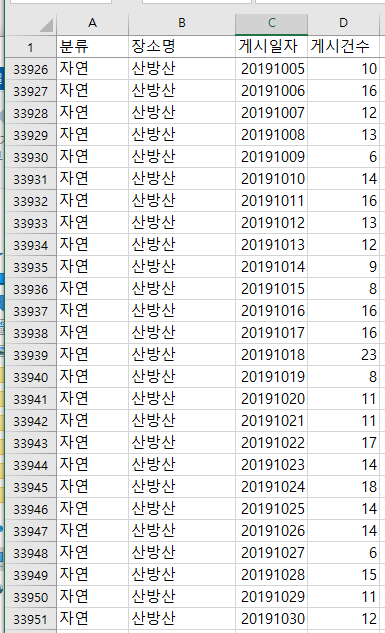 A B C D
1 분류 장소명 게시일자 게시건수
33926 자연 산방산 20191005 10
33927 자연 산방산 20191006 16
33928 자연 산방산 20191007 12
33929 자연 산방산 20191008 13
33930 자연 산방산 20191009 6
33931 자연 산방산 20191010 14
33932 자연 산방산 20191011 16
33933 자연 산방산 20191012 13
33934 자연 산방산 20191013 12
33935 자연 산방산 20191014 9
33936 자연 산방산 20191015 8
33937 자연 산방산 20191016 16
33938 자연 산방산 20191017 16
33939 자연 산방산 20191018 23
33940 자연 산방산 20191019 8
33941 자연 산방산 20191020 11
33942 자연 산방산 20191021 11
33943 자연 산방산 20191022 17
33944 자연 산방산 20191023 14
33945 자연 산방산 20191024 18
33946 자연 산방산 20191025 14
33947 자연 산방산 20191026 14
33948 자연 산방산 20191027 6
33949 자연 산방산 20191028 15
33950 자연 산방산 20191029 11
33951 자연 산방산 20191030 12